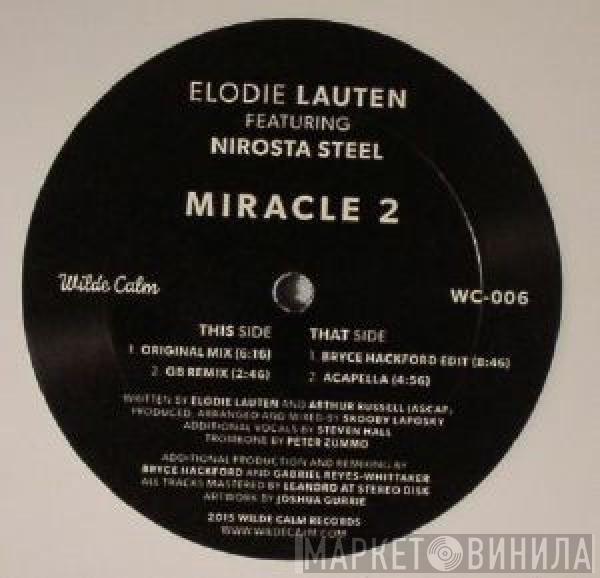 ELODIE LAUTEN
FEATURING
NIROSTA STEEL
MIRACLE 2
Wilde Calm
WC-006
THIS SIDE
1. ORIGINAL MIX (6:16)
2. GB REMIX (2:46)
THAT SIDE
1. BRYCE HACKFORD EDIT (8:46)
2. ACAPELLA (4:56)
WRITTEN BY ELODIE LAUTEN AND ARTHUR RUSSELL (ASCAP)
PRODUCED, ARRANGED AND MIXED BY SKOOBY LAPOSKY
ADDITIONAL VOCALS BY STEVEN HALL
TROMBONE BY PETER ZUMMO
ADDITIONAL PRODUCTION AND REMIXING BY
BRYCE HACKFORD AND GABRIEL REYES-WHITTAKER
ALL TRACKS MASTERED BY LEANDRO AT STEREO DISK
ARTWORK BY JOSHUA GURRIE
2015 WILDE CALM RECORDS
WWW.WILDECALM.COM
МАРКЕТ ВИНИЛА